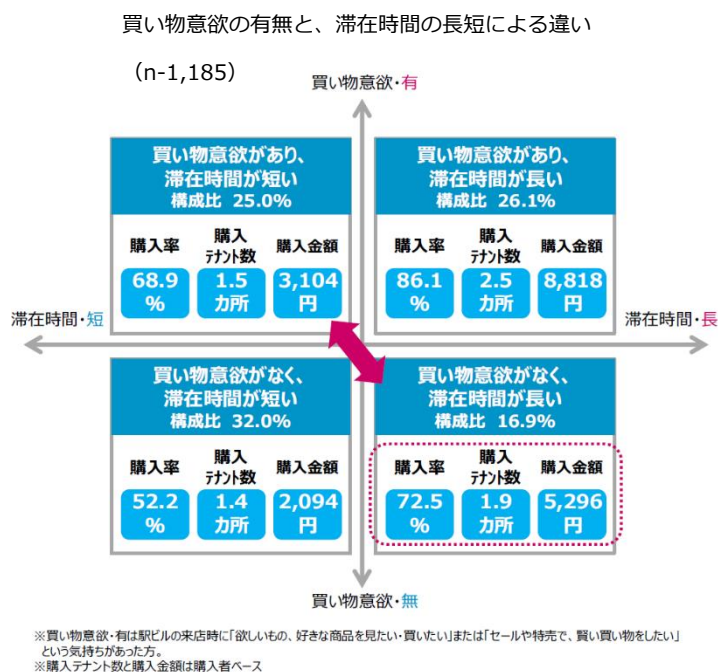 買い物意欲の有無と、滞在時間の長短による違い
（n-1,185）
買い物意欲・有
買い物意欲があり、
滞在時間が短い
構成比 25.0%
購入率
購入
テナント数
購入金額
68.9
%
1.5
カ所
3,104
円
買い物意欲があり、
滞在時間が長い
構成比 26.1%
購入率
購入
テナント数
購入金額
86.1
%
2.5
カ所
8,818
円
滞在時間・短
滞在時間・長
買い物意欲がなく、
滞在時間が短い
構成比 32.0%
購入率
購入
テナント数
購入金額
52.2
%
1.4
カ所
2,094
円
買い物意欲がなく、
滞在時間が長い
構成比 16.9%
購入率
購入
テナント数
購入金額
72.5
%
1.9
カ所
5,296
円
買い物意欲・無
※買い物意欲・有は駅ビルの来店時に「欲しいもの、好きな商品を見たい・買いたい」または「セールや特売で、賢い買い物をしたい」
という気持ちがあった方。
※購入テナント数と購入金額は購入者ベース